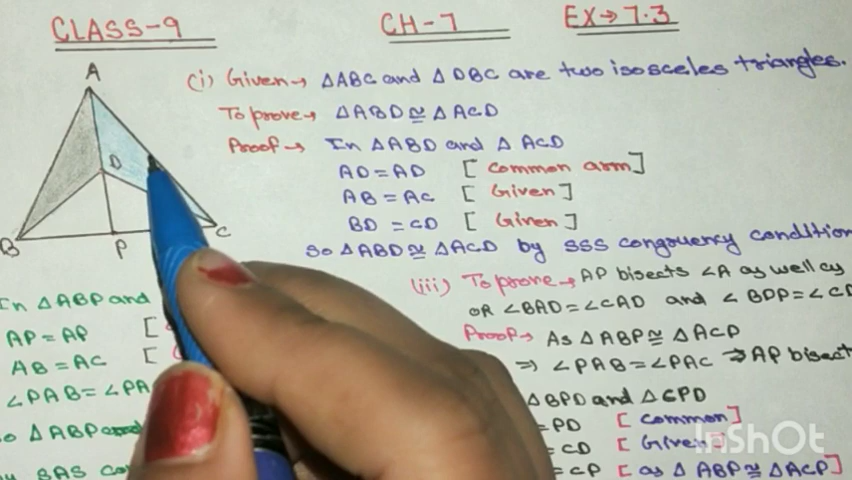 CLASS-9
CH-7
EX→7.3
A
D
B
P
C
(i) Given→ △ABC and △DBC are two isosceles triangles.
To prove→ △ABD≅△ACD
Proof→ In △ABD and △ACD
AD=AD [common arm]
AB=AC [Given]
BD=CD [Given]
So △ABD≅△ACD by SSS congruency condition
In △ABP and
AP=AP [
AB=AC [
∠PAB=∠PA
So △ABP
by SAS co
(iii) To prove→ AP bisects ∠A as well
or ∠BAD=∠CAD and ∠BDP=∠C
Proof→ As △ABP≅△ACP
⇒ ∠PAB=∠PAC ⇒ AP bisect
△BPD and △CPD
=PD [common]
=CD [Given
=CP [as △ABP≅△ACP]
InShOt